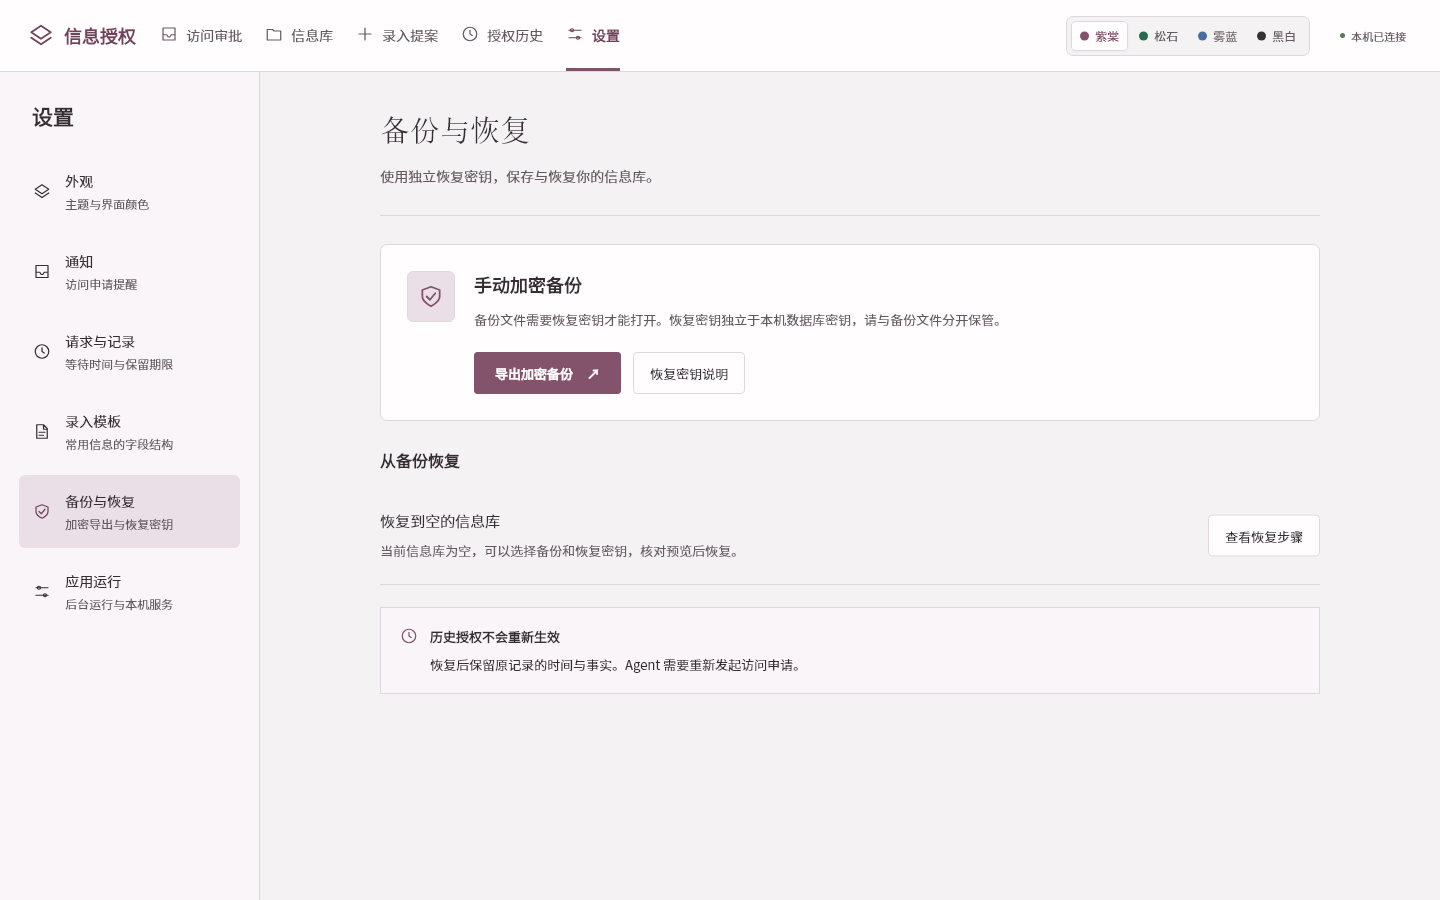 信息授权
访问审批
信息库
录入提案
授权历史
设置
紫棠
松石
雾蓝
黑白
本机已连接
设置
外观
主题与界面颜色
通知
访问申请提醒
请求与记录
等待时间与保留期限
录入模板
常用信息的字段结构
备份与恢复
加密导出与恢复密钥
应用运行
后台运行与本机服务
备份与恢复
使用独立恢复密钥，保存与恢复你的信息库。
手动加密备份
备份文件需要恢复密钥才能打开。恢复密钥独立于本机数据库密钥，请与备份文件分开保管。
导出加密备份 ↗
恢复密钥说明
从备份恢复
恢复到空的信息库
当前信息库为空，可以选择备份和恢复密钥，核对预览后恢复。
查看恢复步骤
历史授权不会重新生效
恢复后保留原记录的时间与事实。Agent 需要重新发起访问申请。